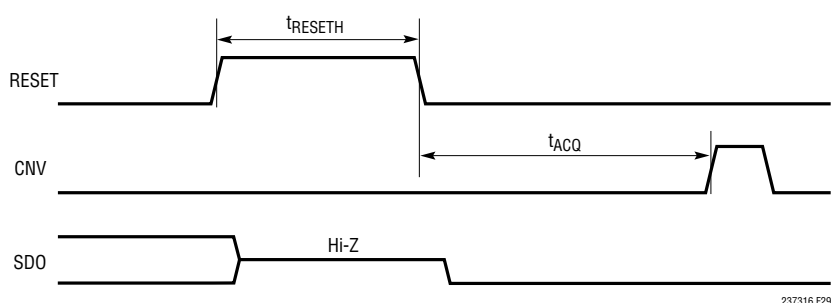 tRESETH
RESET
tACQ
CNV
Hi-Z
SDO
237316 F29